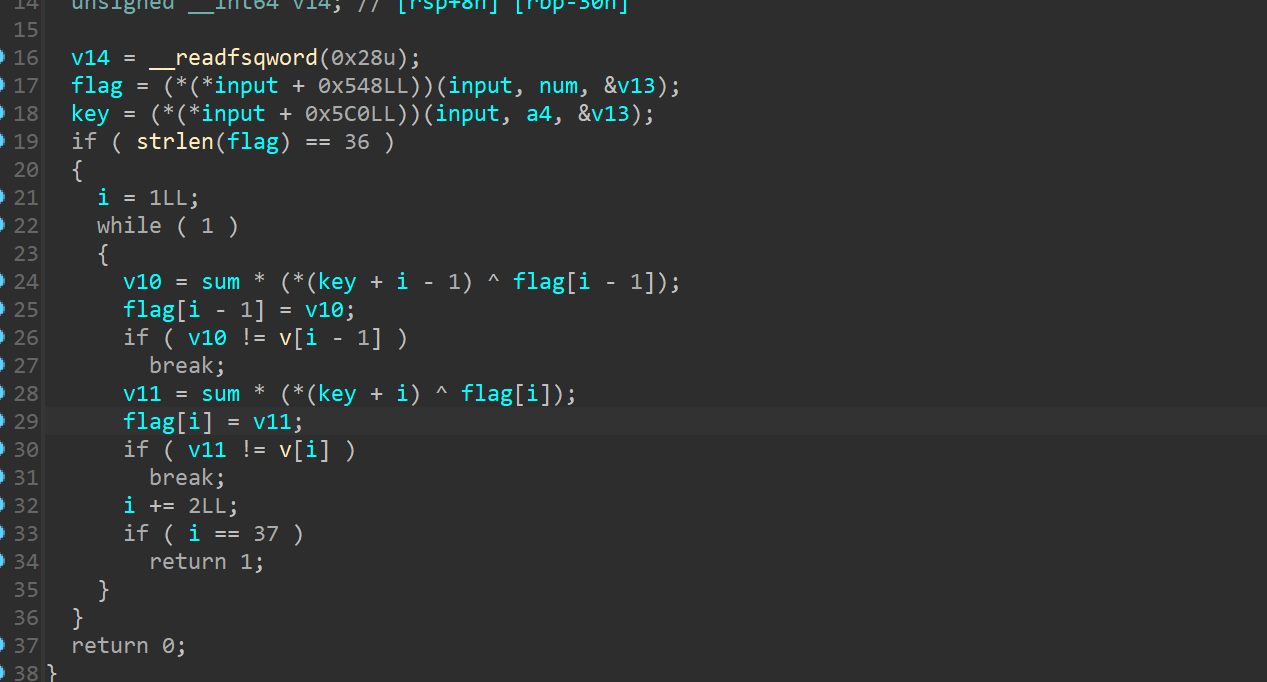 14 unsigned __int64 v14; // [rsp+8h] [rbp-30h]
15
16 v14 = __readfsqword(0x28u);
17 flag = (*(*input + 0x548LL))(input, num, &v13);
18 key = (*(*input + 0x5C0LL))(input, a4, &v13);
19 if ( strlen(flag) == 36 )
20 {
21 i = 1LL;
22 while ( 1 )
23 {
24 v10 = sum * (*(key + i - 1) ^ flag[i - 1]);
25 flag[i - 1] = v10;
26 if ( v10 != v[i - 1] )
27 break;
28 v11 = sum * (*(key + i) ^ flag[i]);
29 flag[i] = v11;
30 if ( v11 != v[i] )
31 break;
32 i += 2LL;
33 if ( i == 37 )
34 return 1;
35 }
36 }
37 return 0;
38 }